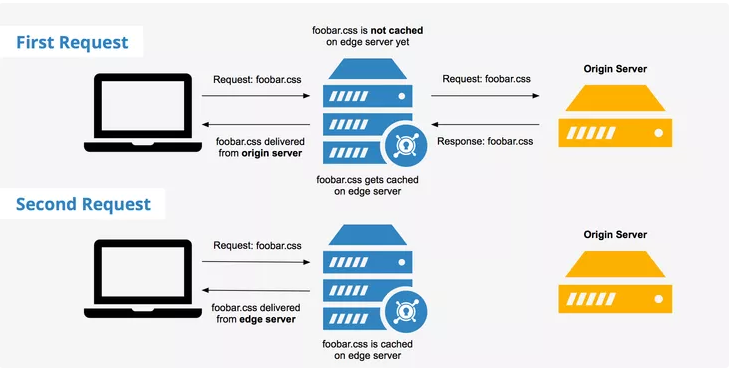 First Request
foobar.css is not cached
on edge server yet
Request: foobar.css
Request: foobar.css
Origin Server
foobar.css delivered
from origin server
Response: foobar.css
foobar.css gets cached
on edge server
Second Request
Request: foobar.css
Origin Server
foobar.css delivered
from edge server
foobar.css is cached
on edge server